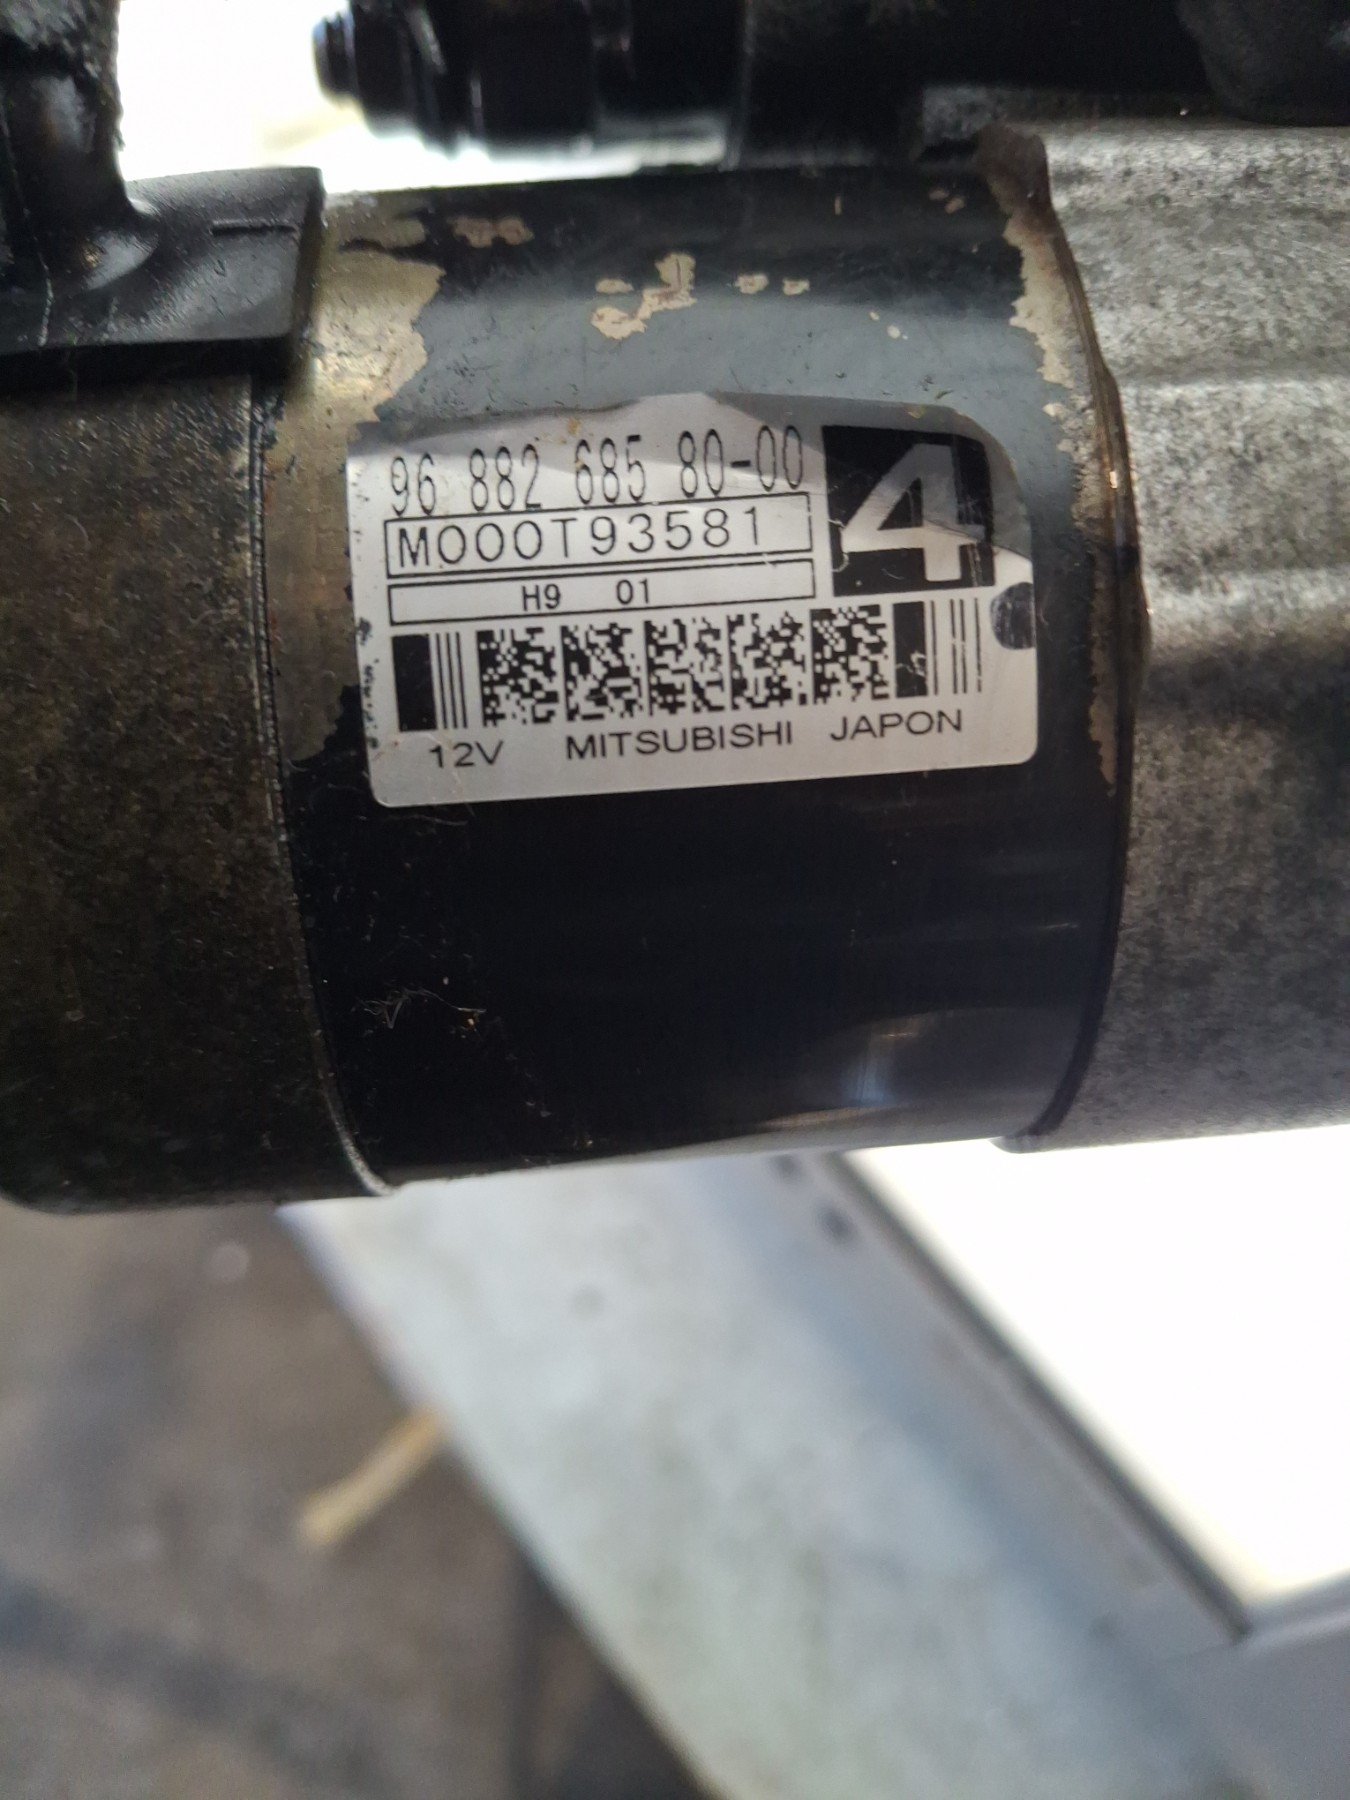 96 882 685 80-00
4
M000T93581
H9 01
12V MITSUBISHI JAPON